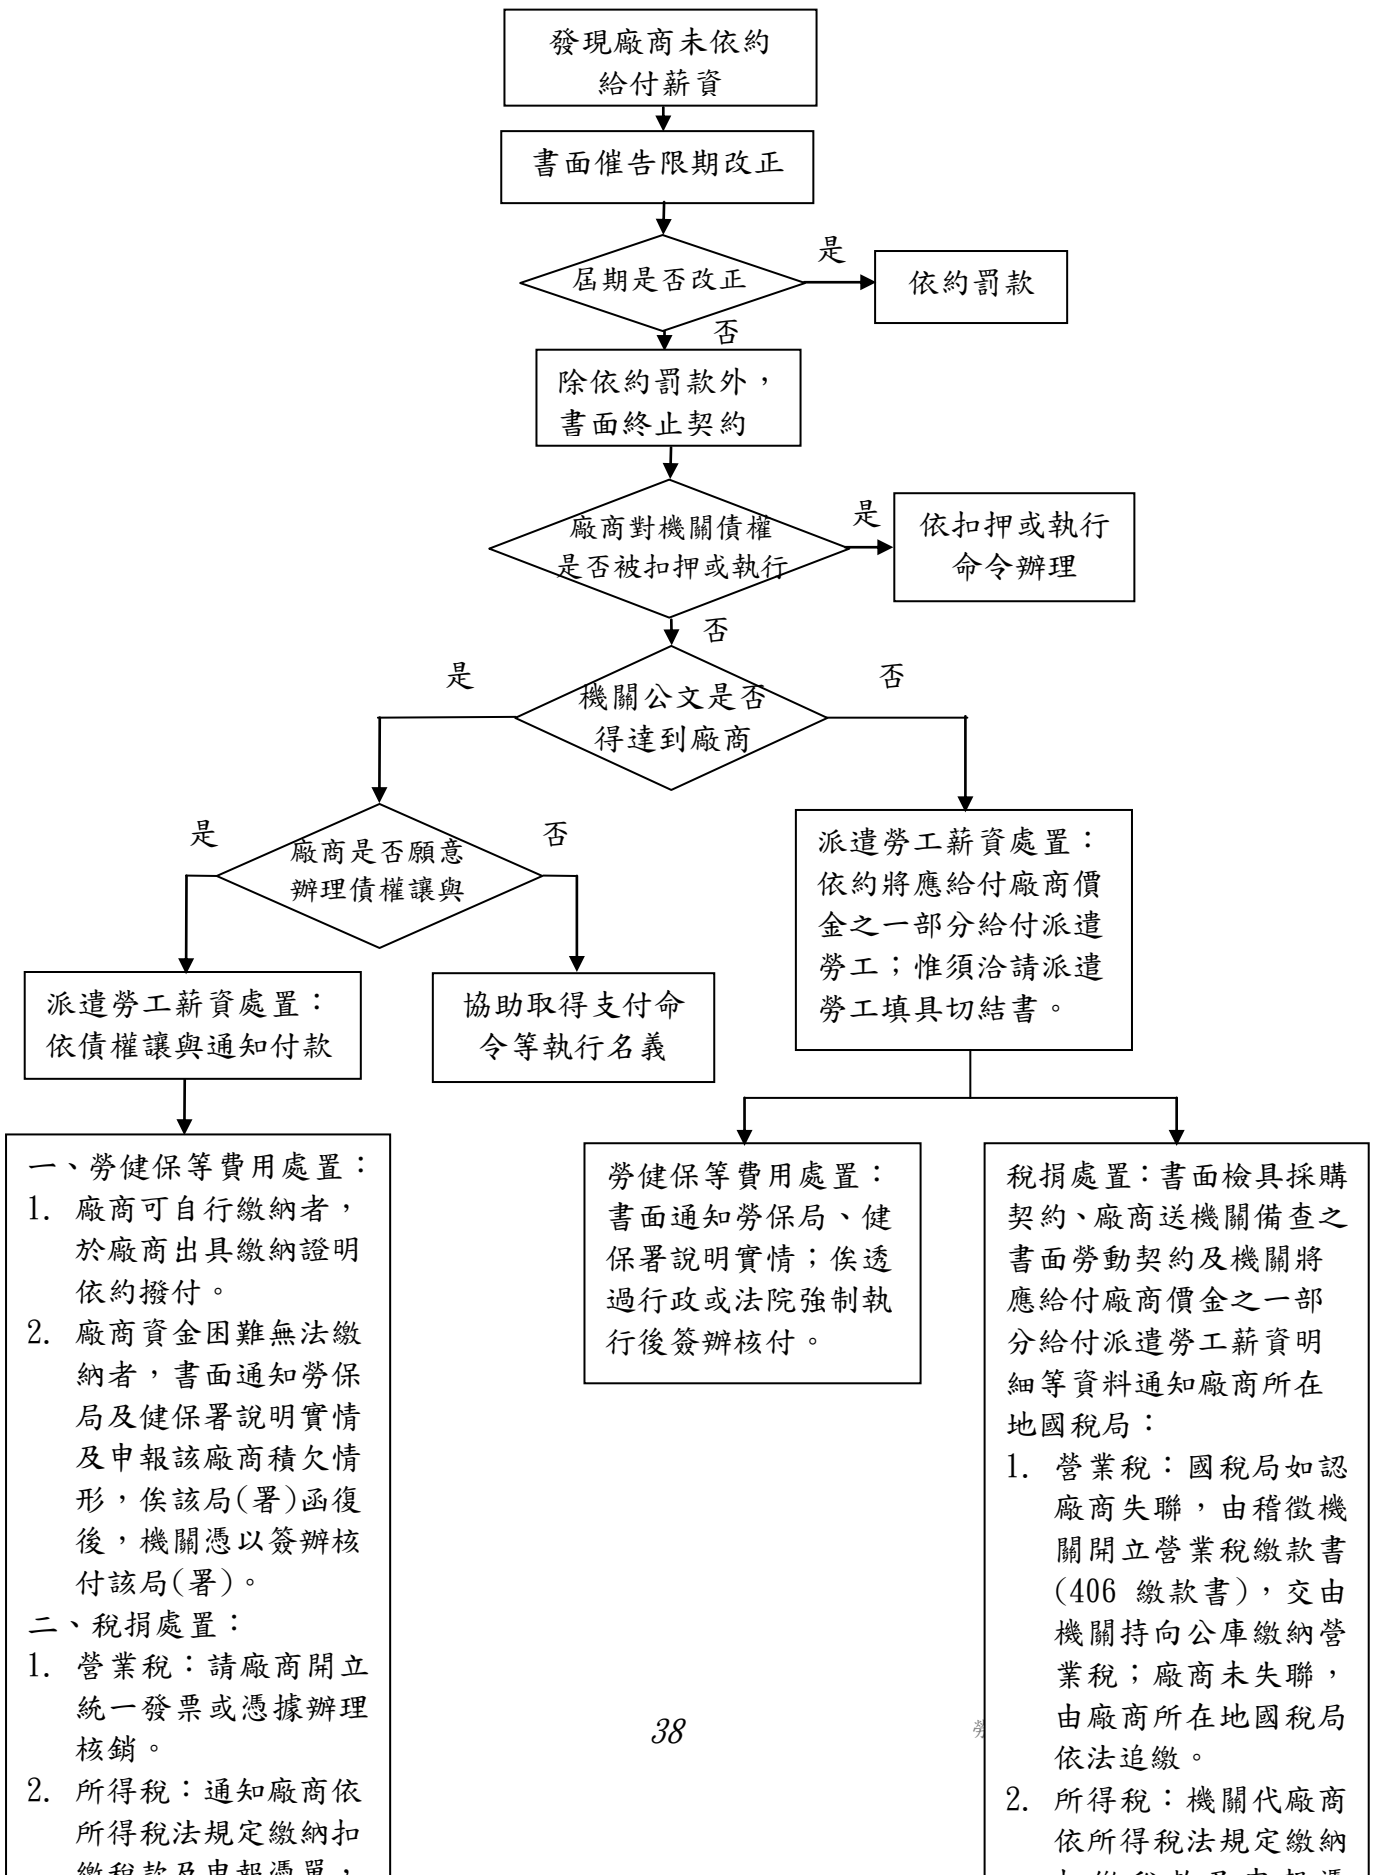 發現廠商未依約
給付薪資
書面催告限期改正
屆期是否改正
是
依約罰款
否
除依約罰款外，
書面終止契約
廠商對機關債權
是否被扣押或執行
是
依扣押或執行
命令辦理
否
機關公文是否
得達到廠商
是
否
廠商是否願意
辦理債權讓與
是
否
派遣勞工薪資處置：
依債權讓與通知付款
協助取得支付命
令等執行名義
派遣勞工薪資處置：
依約將應給付廠商價
金之一部分給付派遣
勞工；惟須洽請派遣
勞工填具切結書。
一、勞健保等費用處置：
1. 廠商可自行繳納者，
於廠商出具繳納證明
依約撥付。
2. 廠商資金困難無法繳
納者，書面通知勞保
局及健保署說明實情
及申報該廠商積欠情
形，俟該局(署)函復
後，機關憑以簽辦核
付該局(署)。
二、稅捐處置：
1. 營業稅：請廠商開立
統一發票或憑據辦理
核銷。
2. 所得稅：通知廠商依
所得稅法規定繳納扣
繳稅款及申報憑單，
勞健保等費用處置：
書面通知勞保局、健
保署說明實情；俟透
過行政或法院強制執
行後簽辦核付。
稅捐處置：書面檢具採購
契約、廠商送機關備查之
書面勞動契約及機關將
應給付廠商價金之一部
分給付派遣勞工薪資明
細等資料通知廠商所在
地國稅局：
1. 營業稅：國稅局如認
廠商失聯，由稽徵機
關開立營業稅繳款書
(406 繳款書)，交由
機關持向公庫繳納營
業稅；廠商未失聯，
由廠商所在地國稅局
依法追繳。
2. 所得稅：機關代廠商
依所得稅法規定繳納
扣繳稅款及申報憑
38